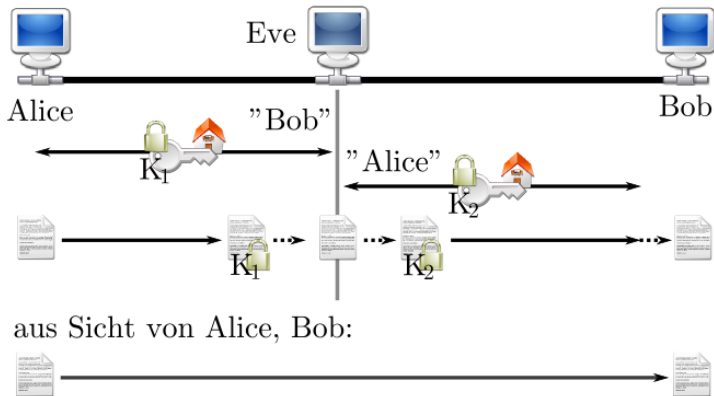 Eve
Alice
Bob
"Bob"
K1
"Alice"
K2
K1
K2
aus Sicht von Alice, Bob: